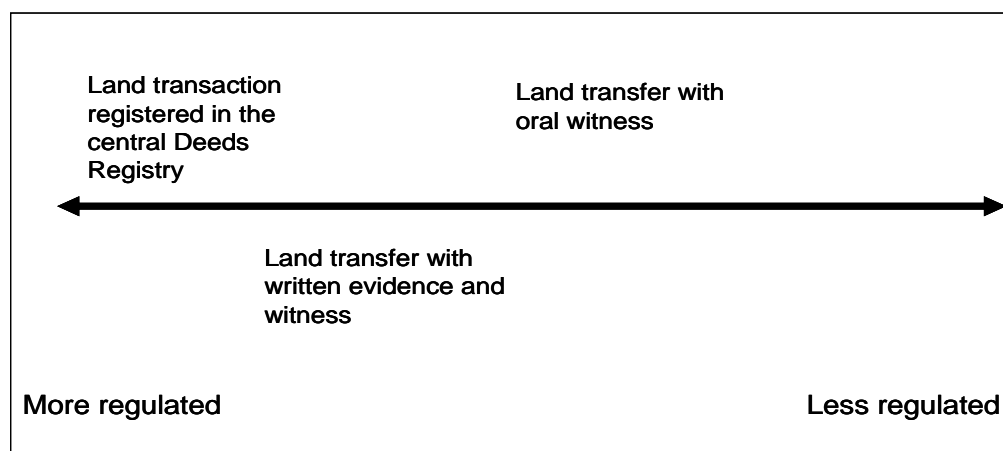 Land transaction
registered in the
central Deeds
Registry
Land transfer with
oral witness
Land transfer with
written evidence and
witness
More regulated
Less regulated